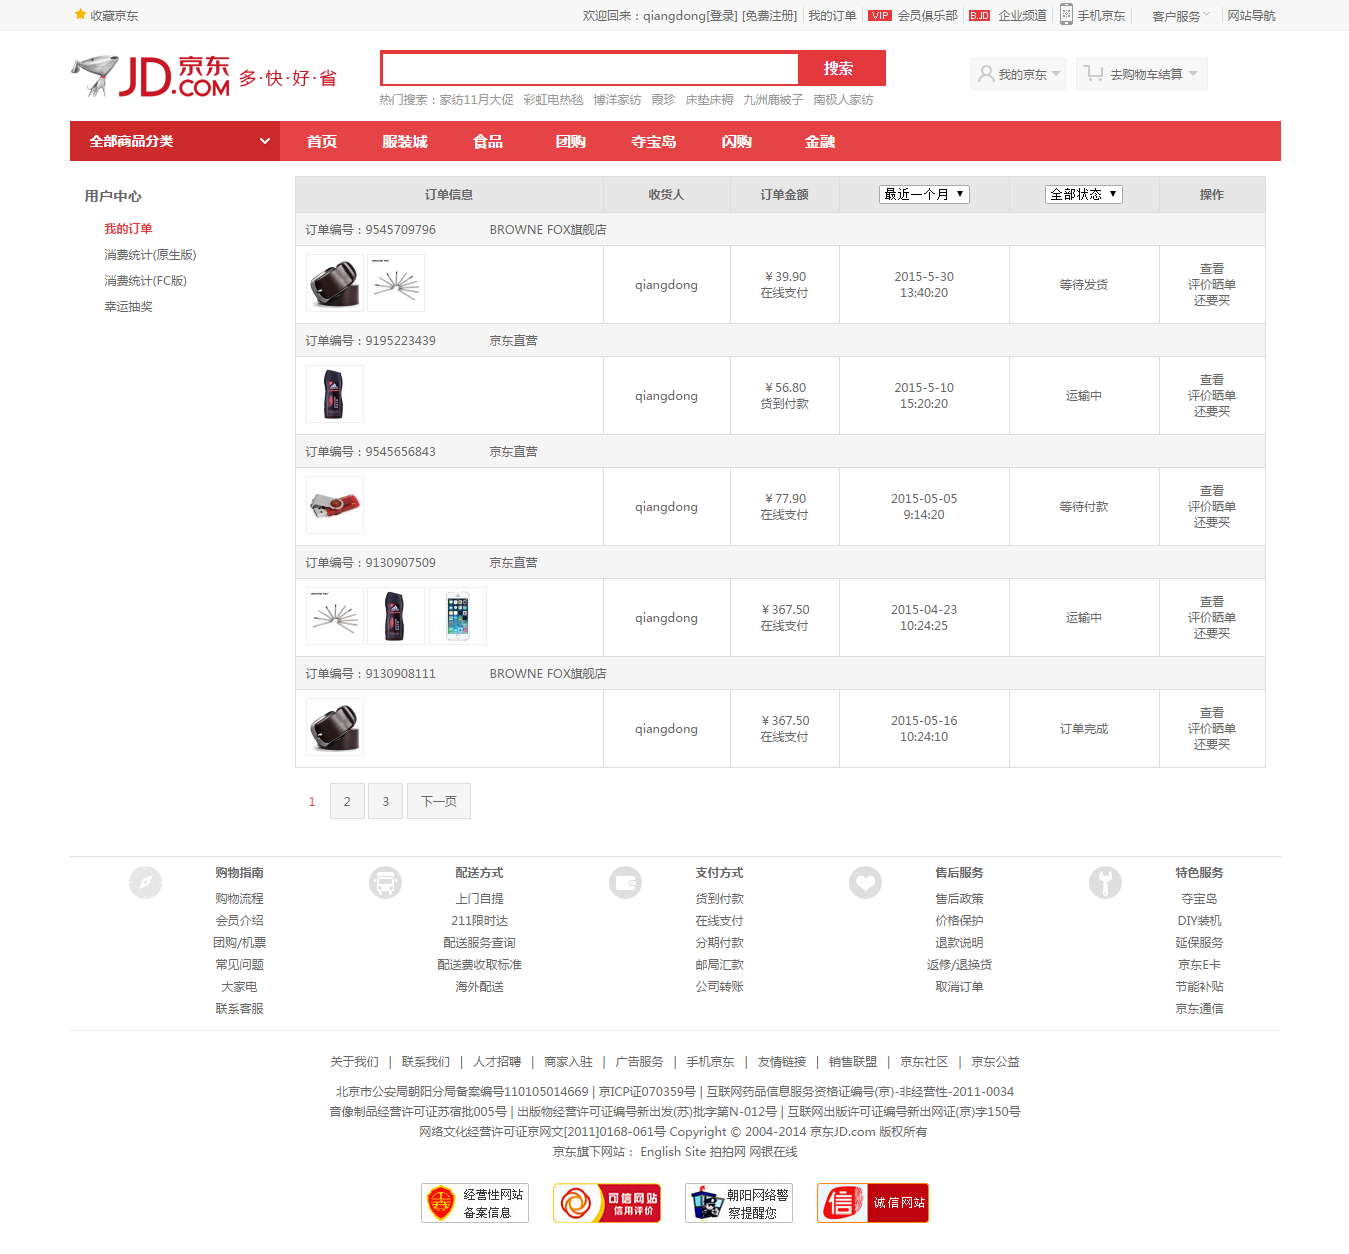 收藏京东 欢迎回来：qiangdong[登录] [免费注册] 我的订单 VIP 会员俱乐部 B.JD 企业频道 手机京东 客户服务 网站导航
JD.COM 京东 多·快·好·省
搜索
我的京东 去购物车结算
热门搜索：家纺11月大促 彩虹电热毯 博洋家纺 霞珍 床垫床褥 九洲鹿被子 南极人家纺
全部商品分类 首页 服装城 食品 团购 夺宝岛 闪购 金融
用户中心
我的订单
消费统计(原生版)
消费统计(FC版)
幸运抽奖
订单信息 收货人 订单金额 最近一个月 全部状态 操作
订单编号：9545709796 BROWNE FOX旗舰店
qiangdong
￥39.90
在线支付
2015-5-30
13:40:20
等待发货
查看
评价晒单
还要买
订单编号：9195223439 京东直营
qiangdong
￥56.80
货到付款
2015-5-10
15:20:20
运输中
查看
评价晒单
还要买
订单编号：9545656843 京东直营
qiangdong
￥77.90
在线支付
2015-05-05
9:14:20
等待付款
查看
评价晒单
还要买
订单编号：9130907509 京东直营
qiangdong
￥367.50
在线支付
2015-04-23
10:24:25
运输中
查看
评价晒单
还要买
订单编号：9130908111 BROWNE FOX旗舰店
qiangdong
￥367.50
在线支付
2015-05-16
10:24:10
订单完成
查看
评价晒单
还要买
1 2 3 下一页
购物指南
购物流程
会员介绍
团购/机票
常见问题
大家电
联系客服
配送方式
上门自提
211限时达
配送服务查询
配送费收取标准
海外配送
支付方式
货到付款
在线支付
分期付款
邮局汇款
公司转账
售后服务
售后政策
价格保护
退款说明
返修/退换货
取消订单
特色服务
夺宝岛
DIY装机
延保服务
京东E卡
节能补贴
京东通信
关于我们 | 联系我们 | 人才招聘 | 商家入驻 | 广告服务 | 手机京东 | 友情链接 | 销售联盟 | 京东社区 | 京东公益
北京市公安局朝阳分局备案编号110105014669 | 京ICP证070359号 | 互联网药品信息服务资格证编号(京)-非经营性-2011-0034
音像制品经营许可证苏宿批005号 | 出版物经营许可证编号新出发(苏)批字第N-012号 | 互联网出版许可证编号新出网证(京)字150号
网络文化经营许可证京网文[2011]0168-061号 Copyright © 2004-2014 京东JD.com 版权所有
京东旗下网站： English Site 拍拍网 网银在线
经营性网站
备案信息
可信网站
信用评价
朝阳网络警
察提醒您
信 诚信网站